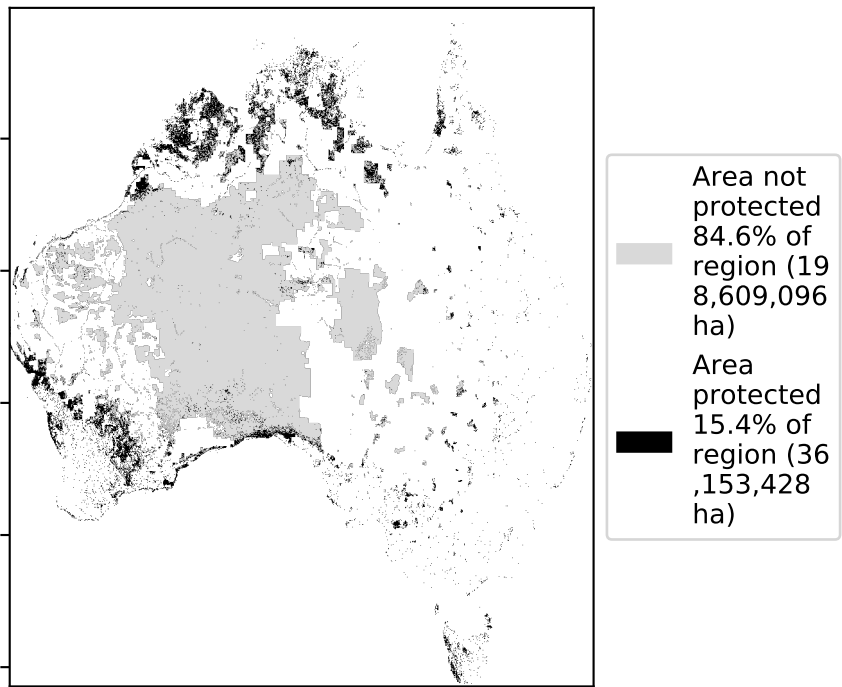 Area not
protected
84.6% of
region (19
8,609,096
ha)
Area
protected
15.4% of
region (36
,153,428
ha)